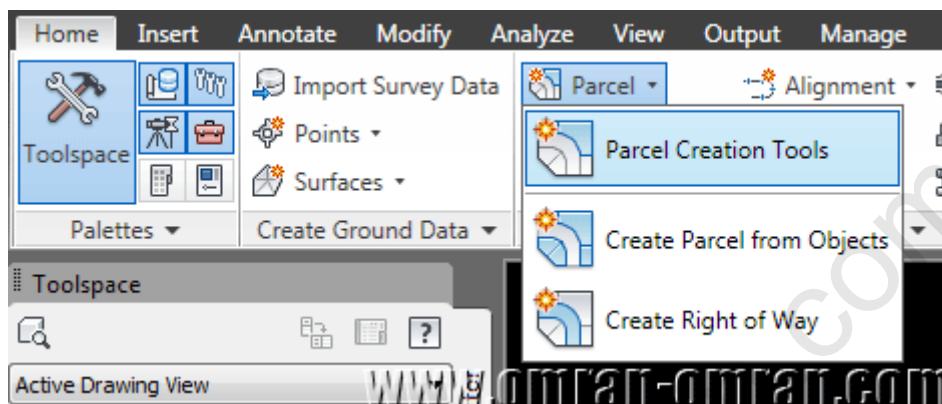 Home Insert Annotate Modify Analyze View Output Manage
Toolspace
Import Survey Data
Points
Surfaces
Parcel
Alignment
Parcel Creation Tools
Create Parcel from Objects
Create Right of Way
Palettes
Create Ground Data
Toolspace
?
Active Drawing View
www.omran-omran.com
com